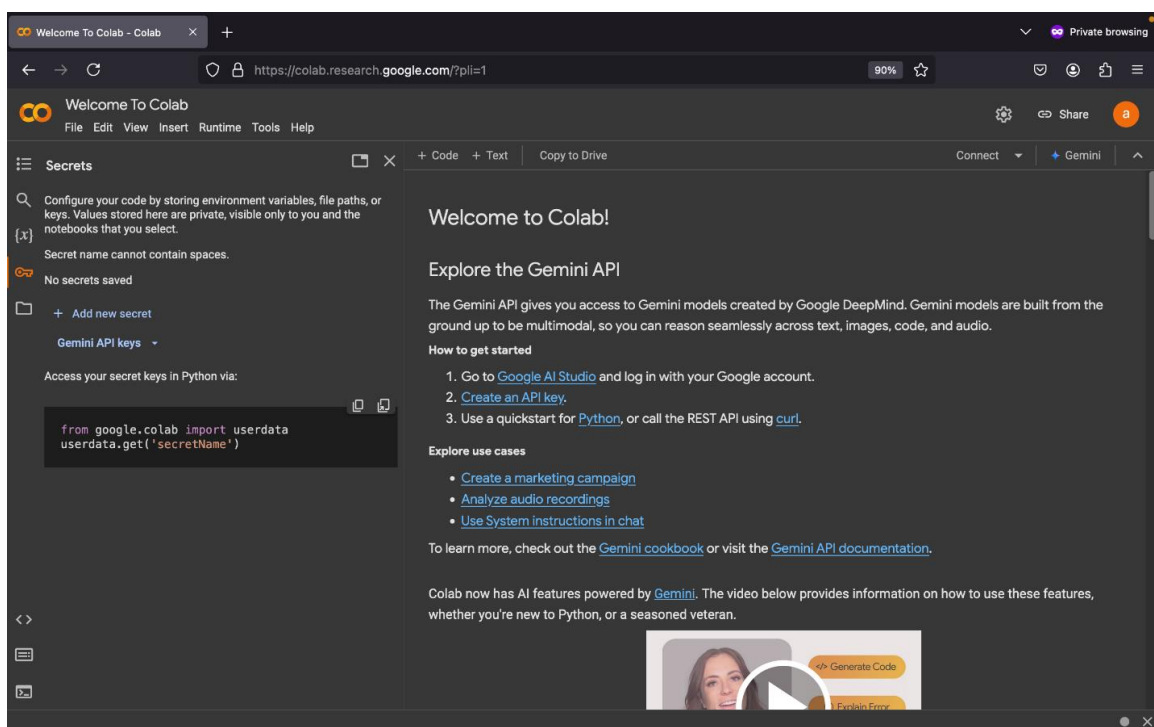 Welcome To Colab - Colab
Private browsing
https://colab.research.google.com/?pli=1
90%
Welcome To Colab
File Edit View Insert Runtime Tools Help
Share
a
Secrets
Configure your code by storing environment variables, file paths, or
keys. Values stored here are private, visible only to you and the
notebooks that you select.
Secret name cannot contain spaces.
No secrets saved
+ Add new secret
Gemini API keys
Access your secret keys in Python via:
from google.colab import userdata
userdata.get('secretName')
{x}
+ Code + Text Copy to Drive
Connect Gemini
Welcome to Colab!
Explore the Gemini API
The Gemini API gives you access to Gemini models created by Google DeepMind. Gemini models are built from the
ground up to be multimodal, so you can reason seamlessly across text, images, code, and audio.
How to get started
1. Go to Google AI Studio and log in with your Google account.
2. Create an API key.
3. Use a quickstart for Python, or call the REST API using curl.
Explore use cases
• Create a marketing campaign
• Analyze audio recordings
• Use System instructions in chat
To learn more, check out the Gemini cookbook or visit the Gemini API documentation.
Colab now has AI features powered by Gemini. The video below provides information on how to use these features,
whether you're new to Python, or a seasoned veteran.
</> Generate Code
Explain Error